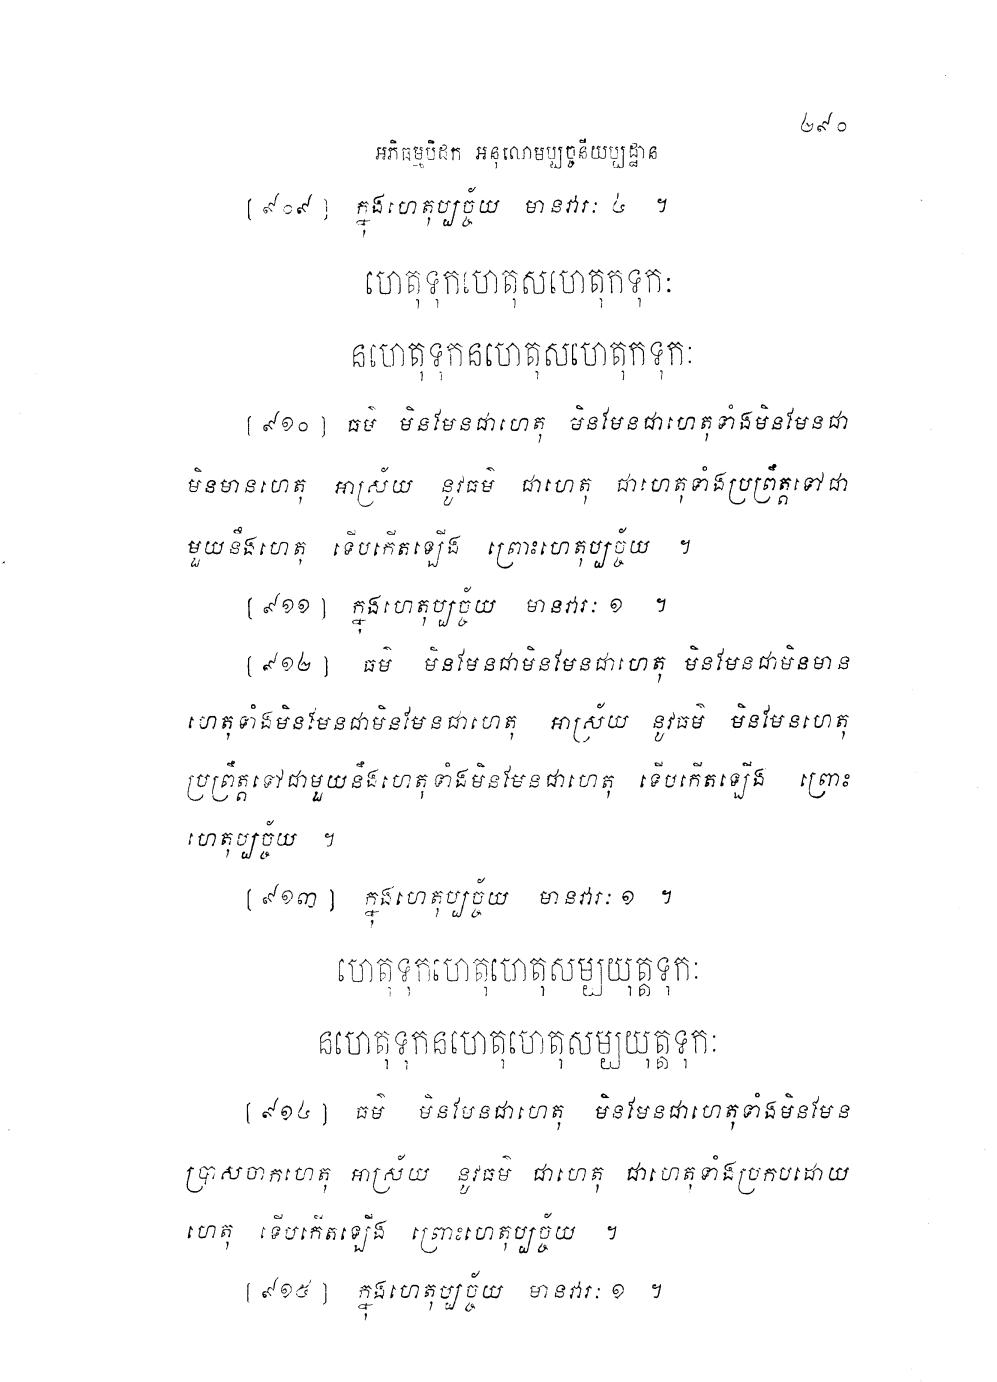 ២៩០
អភិធម្មបិដក អនុលោមប្បច្ចនីយប្បដ្ឋាន
[៩០៩] ក្នុងហេតុប្បច្ច័យ មានវារៈ ៤ ។
ហេតុទុកហេតុសហេតុកទុកៈ
នហេតុទុកនហេតុសហេតុកទុកៈ
[៩១០] ធម៌ មិនមែនជាហេតុ មិនមែនជាហេតុទាំងមិនមែនជា
មិនមានហេតុ អាស្រ័យ នូវធម៌ ជាហេតុ ជាហេតុទាំងប្រព្រឹត្តទៅជា
មួយនឹងហេតុ ទើបកើតឡើង ព្រោះហេតុប្បច្ច័យ ។
[៩១១] ក្នុងហេតុប្បច្ច័យ មានវារៈ ១ ។
[៩១២] ធម៌ មិនមែនជាមិនមែនជាហេតុ មិនមែនជាមិនមាន
ហេតុទាំងមិនមែនជាមិនមែនជាហេតុ អាស្រ័យ នូវធម៌ មិនមែនហេតុ
ប្រព្រឹត្តទៅជាមួយនឹងហេតុទាំងមិនមែនជាហេតុ ទើបកើតឡើង ព្រោះ
ហេតុប្បច្ច័យ ។
[៩១៣] ក្នុងហេតុប្បច្ច័យ មានវារៈ ១ ។
ហេតុទុកហេតុហេតុសម្បយុត្តទុកៈ
នហេតុទុកនហេតុហេតុសម្បយុត្តទុកៈ
[៩១៤] ធម៌ មិនមែនជាហេតុ មិនមែនជាហេតុទាំងមិនមែន
ប្រាសចាកហេតុ អាស្រ័យ នូវធម៌ ជាហេតុ ជាហេតុទាំងប្រកបដោយ
ហេតុ ទើបកើតឡើង ព្រោះហេតុប្បច្ច័យ ។
[៩១៥] ក្នុងហេតុប្បច្ច័យ មានវារៈ ១ ។